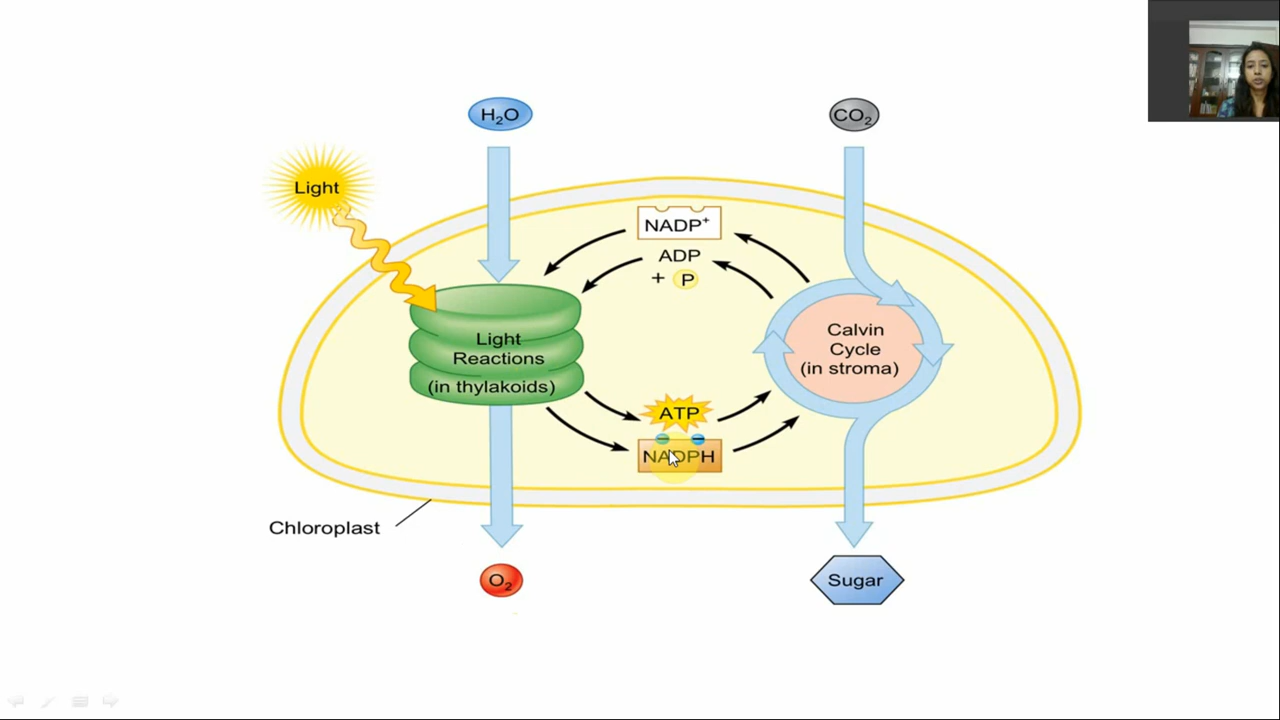 H₂O
CO₂
Light
NADP⁺
ADP
+ P
Light
Reactions
(in thylakoids)
Calvin
Cycle
(in stroma)
ATP
NADPH
Chloroplast
O₂
Sugar